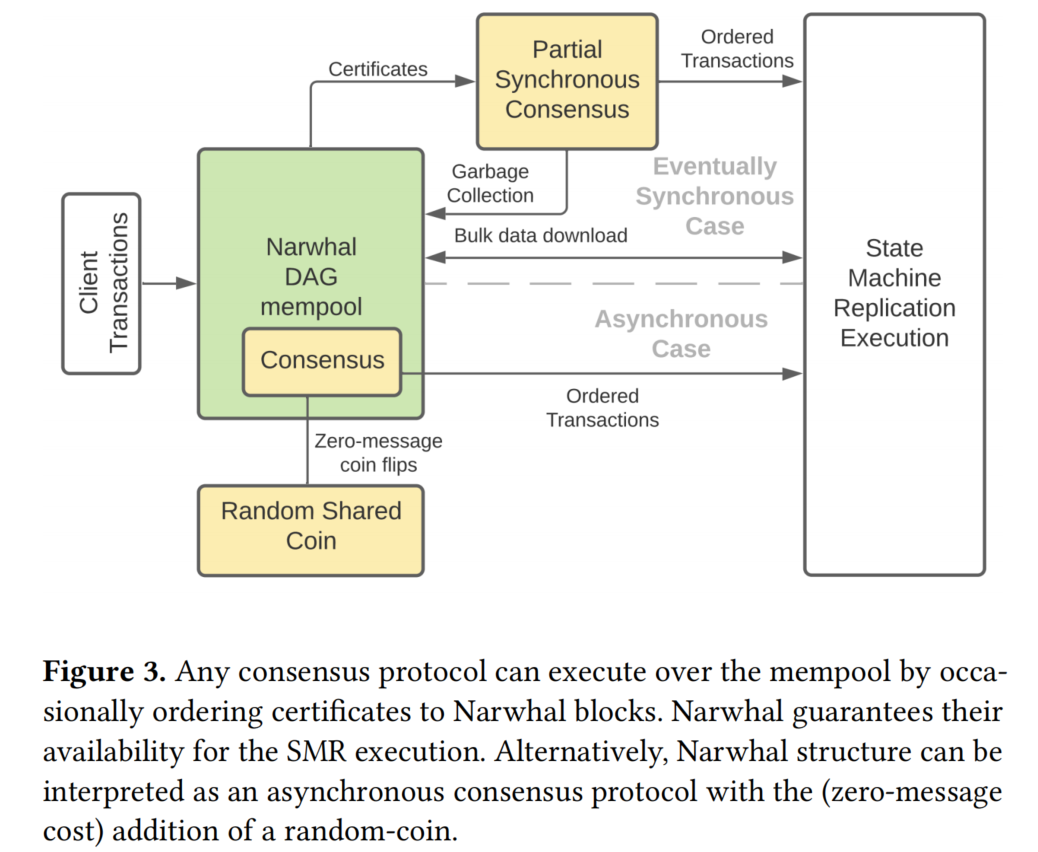 Partial
Synchronous
Consensus
Ordered
Transactions
Certificates
Garbage
Collection
Eventually
Synchronous
Case
Bulk data download
Client
Transactions
Narwhal
DAG
mempool
Consensus
State
Machine
Replication
Execution
Asynchronous
Case
Ordered
Transactions
Zero-message
coin flips
Random Shared
Coin
Figure 3. Any consensus protocol can execute over the mempool by occa-
sionally ordering certificates to Narwhal blocks. Narwhal guarantees their
availability for the SMR execution. Alternatively, Narwhal structure can be
interpreted as an asynchronous consensus protocol with the (zero-message
cost) addition of a random-coin.